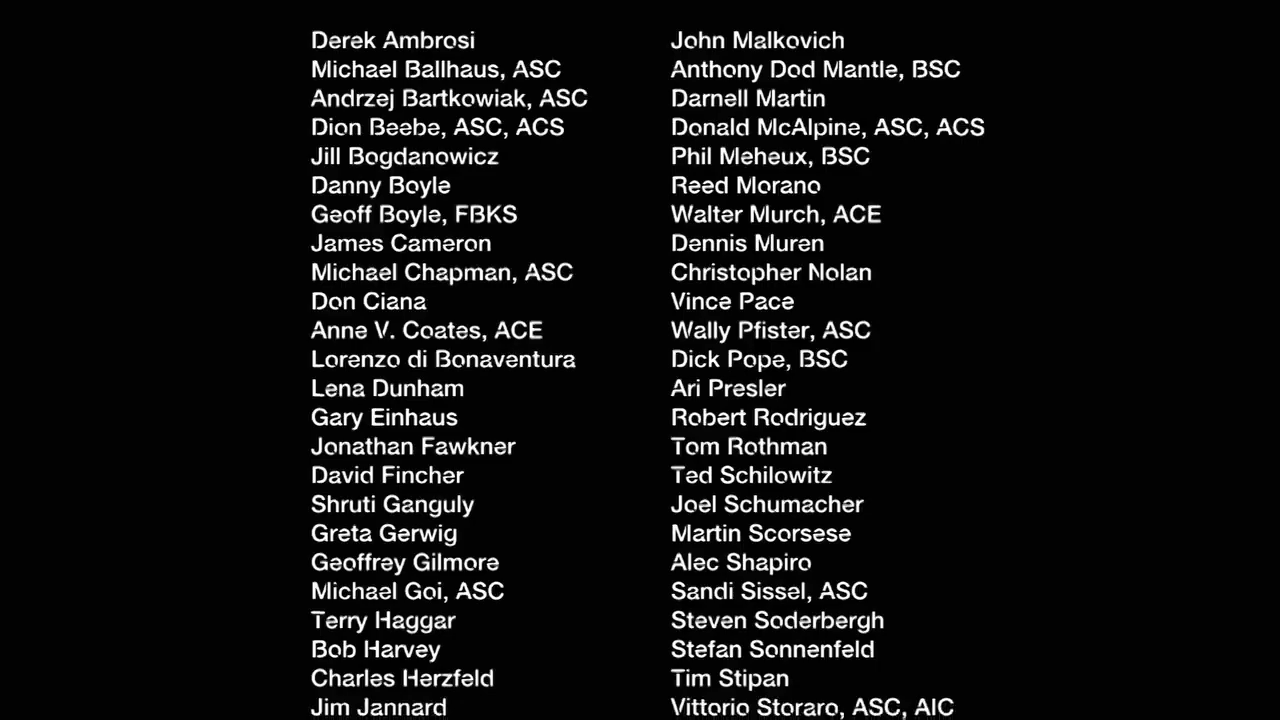 Derek Ambrosi
Michael Ballhaus, ASC
Andrzej Bartkowiak, ASC
Dion Beebe, ASC, ACS
Jill Bogdanowicz
Danny Boyle
Geoff Boyle, FBKS
James Cameron
Michael Chapman, ASC
Don Ciana
Anne V. Coates, ACE
Lorenzo di Bonaventura
Lena Dunham
Gary Einhaus
Jonathan Fawkner
David Fincher
Shruti Ganguly
Greta Gerwig
Geoffrey Gilmore
Michael Goi, ASC
Terry Haggar
Bob Harvey
Charles Herzfeld
Jim Jannard
John Malkovich
Anthony Dod Mantle, BSC
Darnell Martin
Donald McAlpine, ASC, ACS
Phil Meheux, BSC
Reed Morano
Walter Murch, ACE
Dennis Muren
Christopher Nolan
Vince Pace
Wally Pfister, ASC
Dick Pope, BSC
Ari Presler
Robert Rodriguez
Tom Rothman
Ted Schilowitz
Joel Schumacher
Martin Scorsese
Alec Shapiro
Sandi Sissel, ASC
Steven Soderbergh
Stefan Sonnenfeld
Tim Stipan
Vittorio Storaro, ASC, AIC